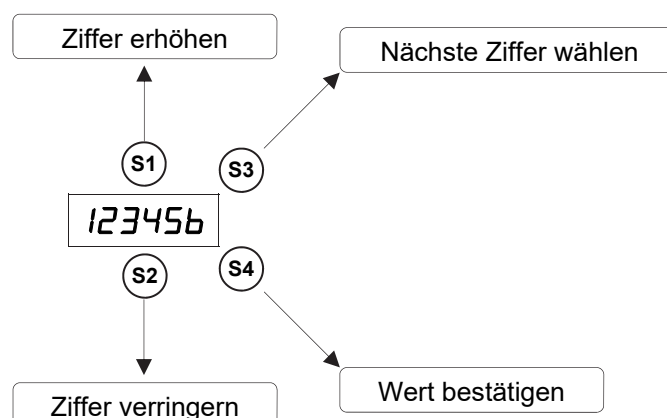 Ziffer erhöhen
Nächste Ziffer wählen
S1
S3
123456
S2
S4
Wert bestätigen
Ziffer verringern